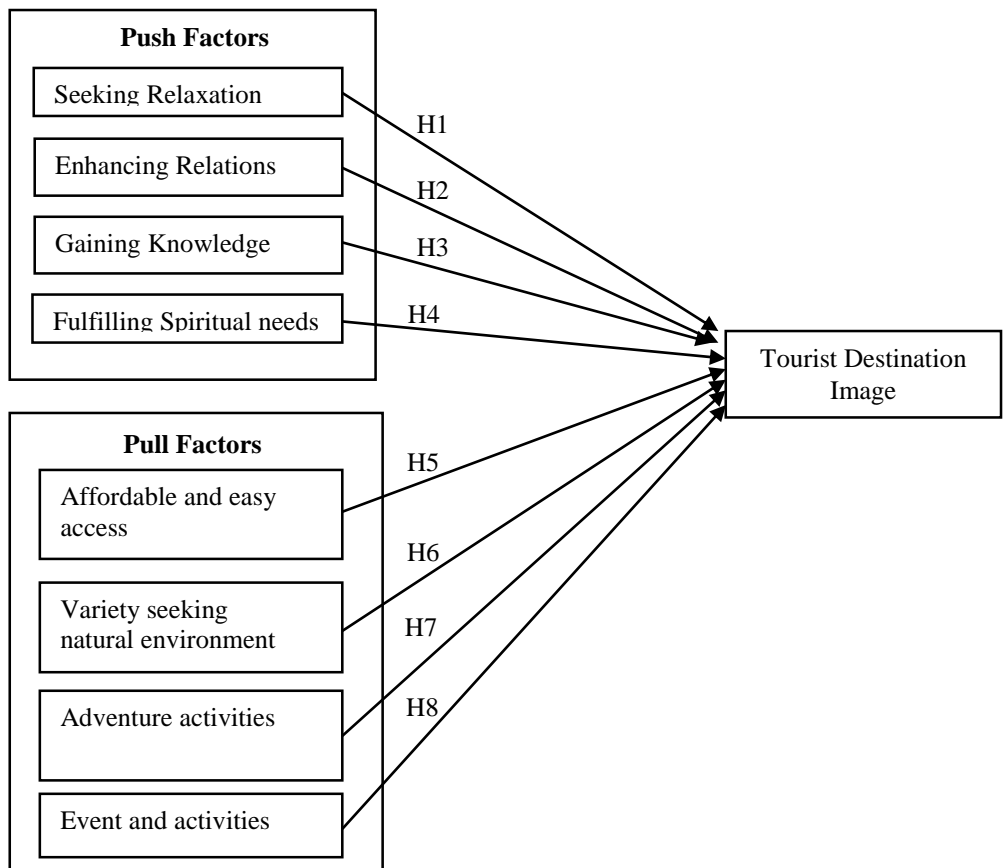 Push Factors
Seeking Relaxation
H1
Enhancing Relations
H2
Gaining Knowledge
H3
Fulfilling Spiritual needs
H4
Tourist Destination
Image
Pull Factors
Affordable and easy
access
H5
Variety seeking
natural environment
H6
Adventure activities
H7
Event and activities
H8